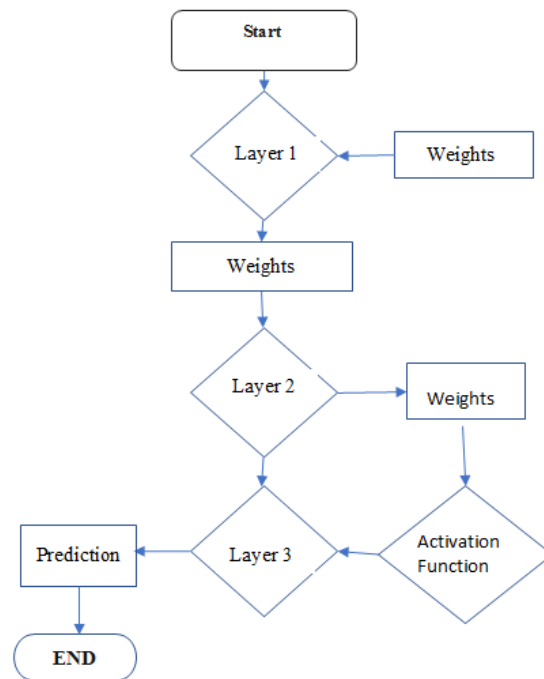 Start
Layer 1
Weights
Weights
Layer 2
Weights
Activation
Function
Layer 3
Prediction
END